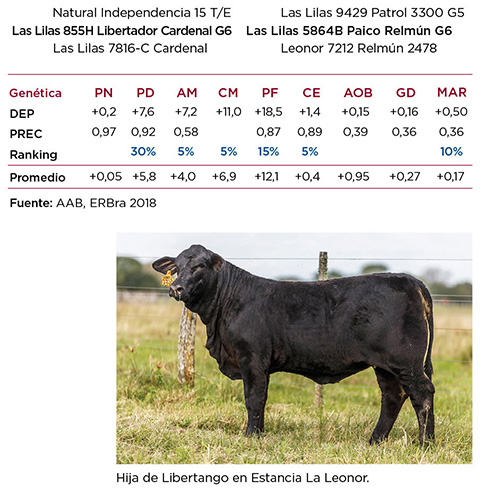 Natural Independencia 15 T/E
Las Lilas 855H Libertador Cardenal G6
Las Lilas 7816-C Cardenal
Las Lilas 9429 Patrol 3300 G5
Las Lilas 5864B Paico Relmún G6
Leonor 7212 Relmún 2478
Genética PN PD AM CM PF CE AOB GD MAR
DEP +0,2 +7,6 +7,2 +11,0 +18,5 +1,4 +0,15 +0,16 +0,50
PREC 0,97 0,92 0,58 0,87 0,89 0,39 0,36 0,36
Ranking 30% 5% 5% 15% 5% 10%
Promedio +0,05 +5,8 +4,0 +6,9 +12,1 +0,4 +0,95 +0,27 +0,17
Fuente: AAB, ERBra 2018
Hija de Libertango en Estancia La Leonor.